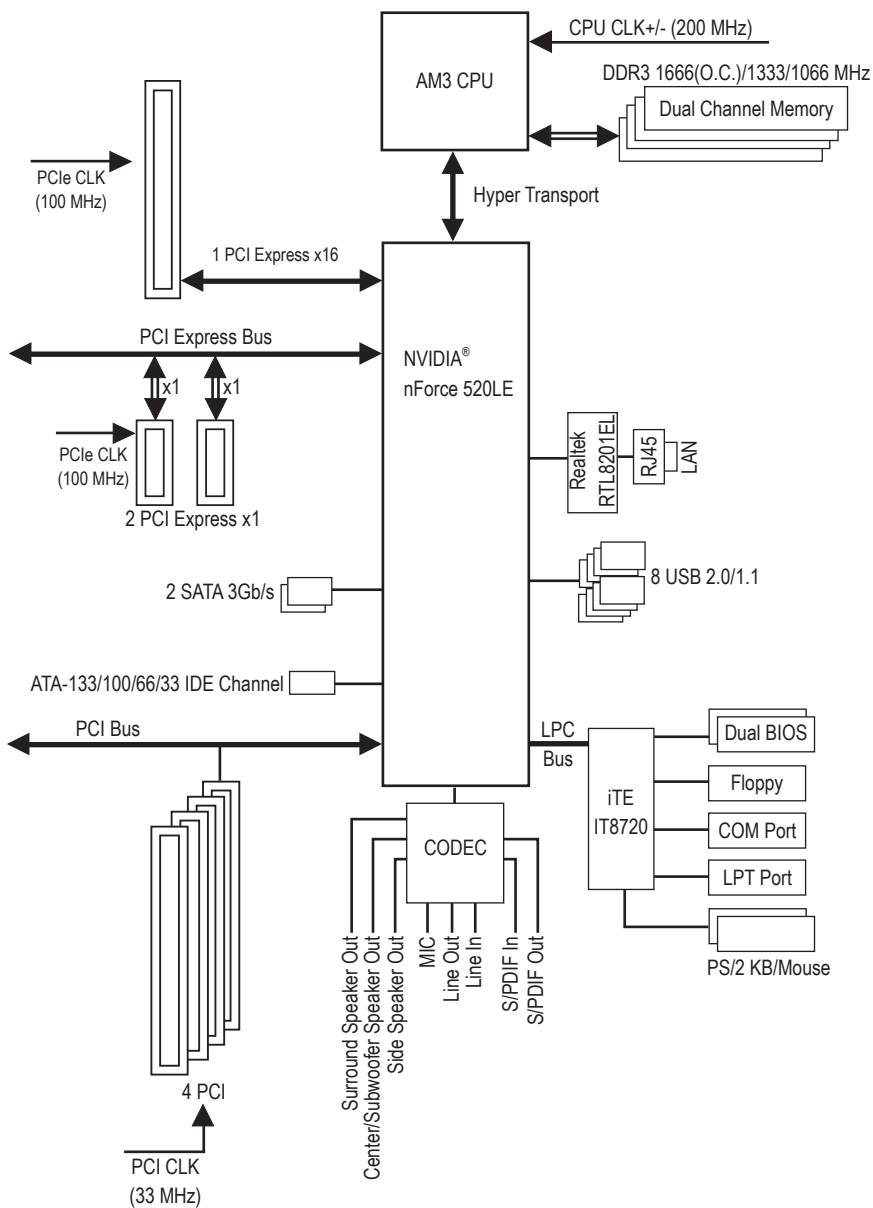 CPU CLK+/- (200 MHz)
AM3 CPU
DDR3 1666(O.C.)/1333/1066 MHz
Dual Channel Memory
PCIe CLK
(100 MHz)
Hyper Transport
1 PCI Express x16
PCI Express Bus
x1
x1
NVIDIA®
nForce 520LE
PCIe CLK
(100 MHz)
2 PCI Express x1
Realtek
RTL8201EL
RJ45
LAN
2 SATA 3Gb/s
8 USB 2.0/1.1
ATA-133/100/66/33 IDE Channel
PCI Bus
LPC
Bus
iTE
IT8720
Dual BIOS
Floppy
COM Port
LPT Port
PS/2 KB/Mouse
CODEC
Surround Speaker Out
Center/Subwoofer Speaker Out
Side Speaker Out
MIC
Line Out
Line In
S/PDIF In
S/PDIF Out
4 PCI
PCI CLK
(33 MHz)